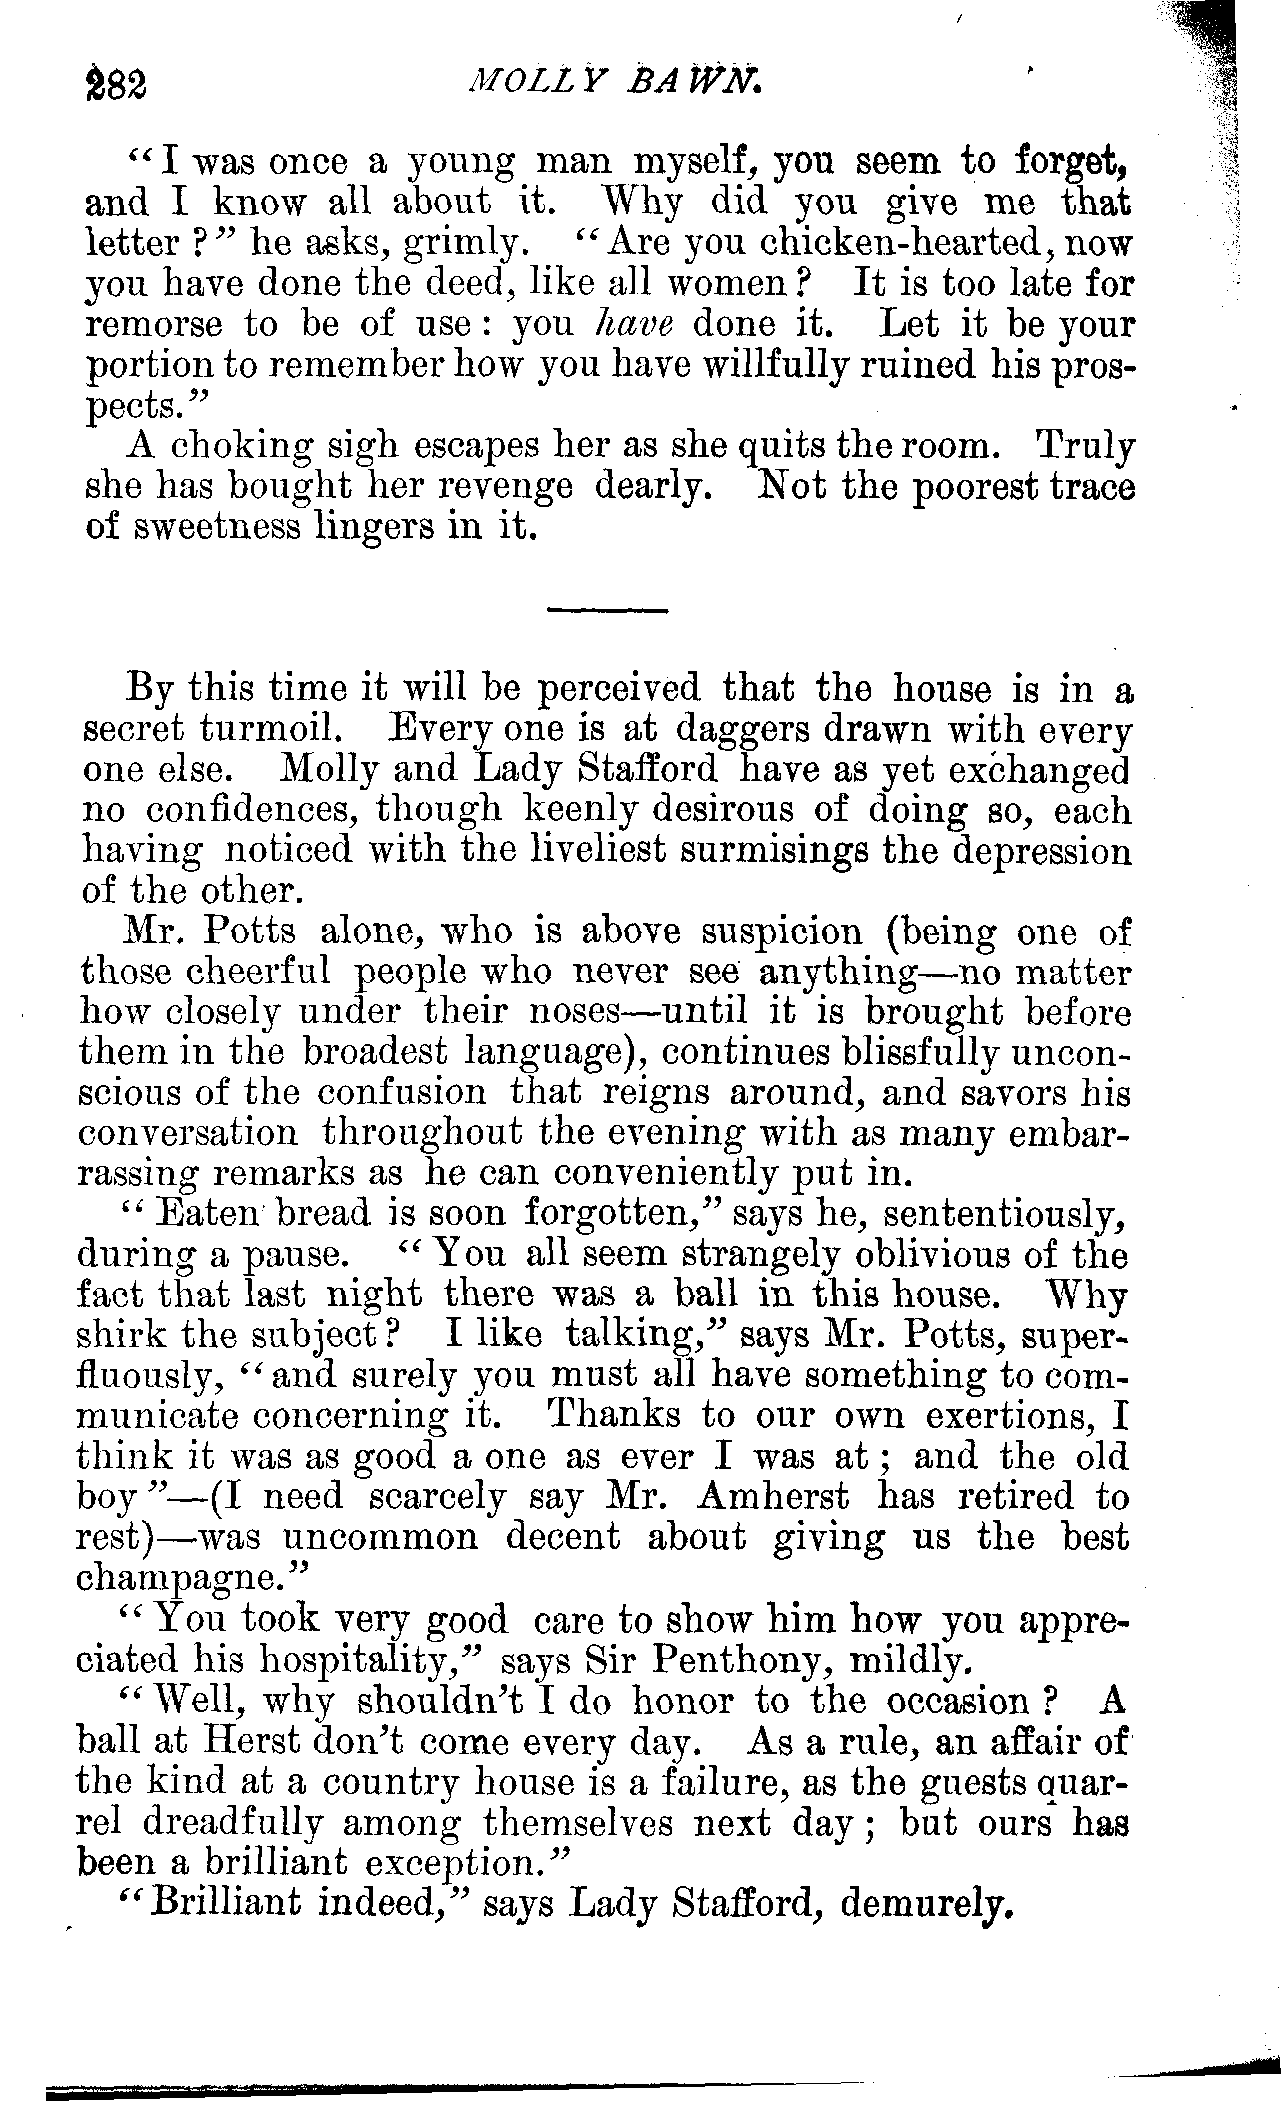 282 MOLLY BAWN.
"I was once a young man myself, you seem to forget,
and I know all about it. Why did you give me that
letter?" he asks, grimly. "Are you chicken-hearted, now
you have done the deed, like all women? It is too late for
remorse to be of use: you have done it. Let it be your
portion to remember how you have willfully ruined his pros-
pects."
A choking sigh escapes her as she quits the room. Truly
she has bought her revenge dearly. Not the poorest trace
of sweetness lingers in it.
By this time it will be perceived that the house is in a
secret turmoil. Every one is at daggers drawn with every
one else. Molly and Lady Stafford have as yet exchanged
no confidences, though keenly desirous of doing so, each
having noticed with the liveliest surmisings the depression
of the other.
Mr. Potts alone, who is above suspicion (being one of
those cheerful people who never see anything—no matter
how closely under their noses—until it is brought before
them in the broadest language), continues blissfully uncon-
scious of the confusion that reigns around, and savors his
conversation throughout the evening with as many embar-
rassing remarks as he can conveniently put in.
"Eaten bread is soon forgotten," says he, sententiously,
during a pause. "You all seem strangely oblivious of the
fact that last night there was a ball in this house. Why
shirk the subject? I like talking," says Mr. Potts, super-
fluously, "and surely you must all have something to com-
municate concerning it. Thanks to our own exertions, I
think it was as good a one as ever I was at; and the old
boy"—(I need scarcely say Mr. Amherst has retired to
rest)—was uncommon decent about giving us the best
champagne."
"You took very good care to show him how you appre-
ciated his hospitality," says Sir Penthony, mildly.
"Well, why shouldn't I do honor to the occasion? A
ball at Herst don't come every day. As a rule, an affair of
the kind at a country house is a failure, as the guests quar-
rel dreadfully among themselves next day; but ours has
been a brilliant exception."
"Brilliant indeed," says Lady Stafford, demurely.